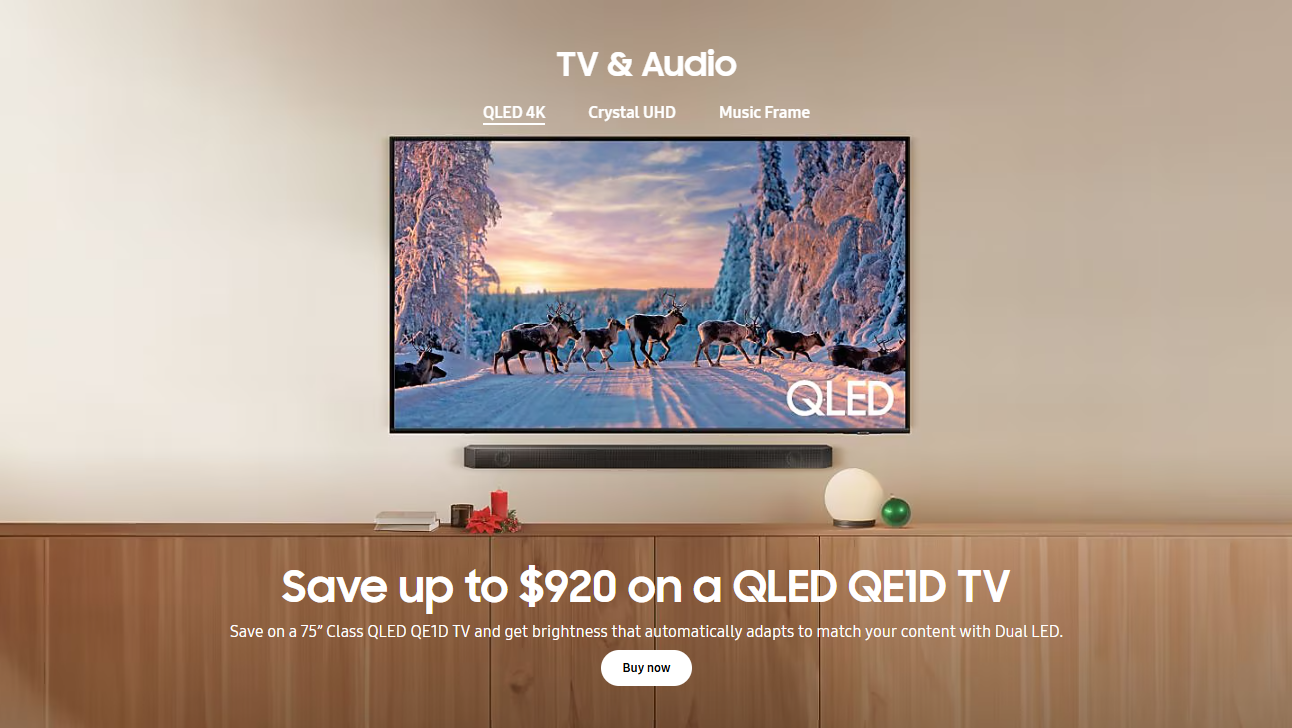 TV & Audio
QLED 4K Crystal UHD Music Frame
QLED
Save up to $920 on a QLED QE1D TV
Save on a 75” Class QLED QE1D TV and get brightness that automatically adapts to match your content with Dual LED.
Buy now